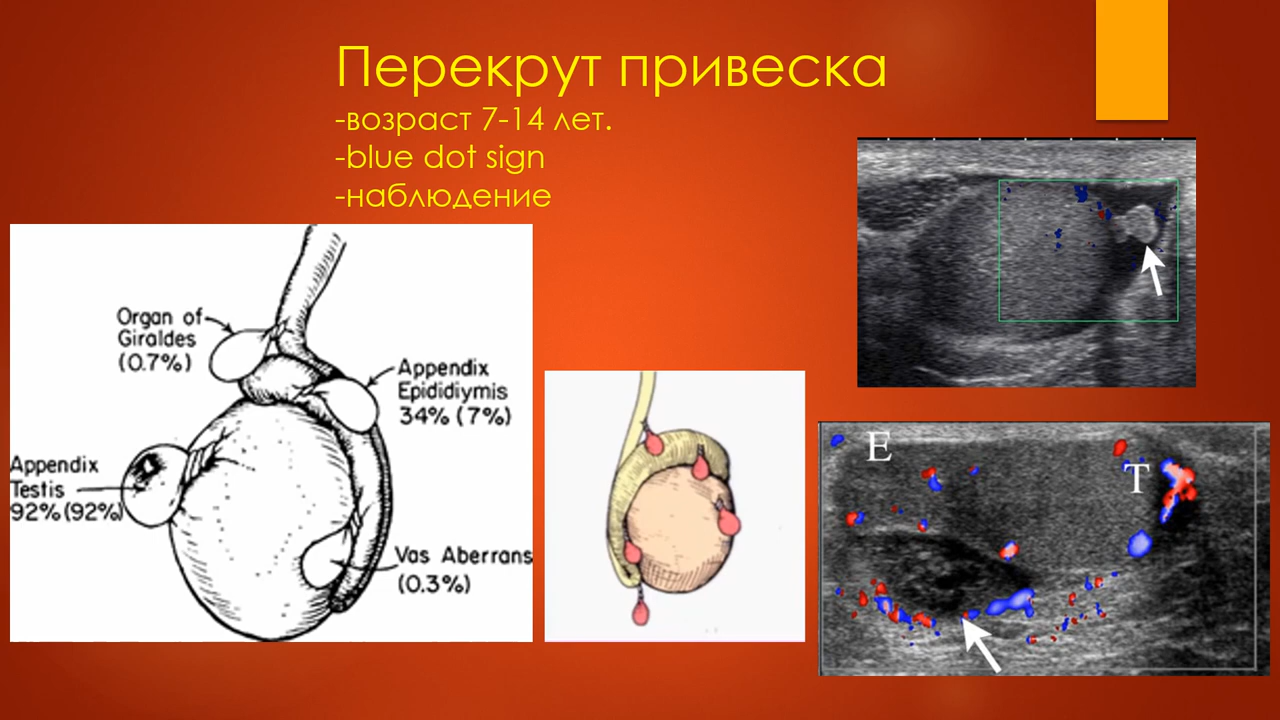 Перекрут привеска
-возраст 7-14 лет.
-blue dot sign
-наблюдение
Organ of
Giraldes
(0.7%)
Appendix
Epididiymis
34% (7%)
Appendix
Testis
92% (92%)
Vas Aberrans
(0.3%)
E
T